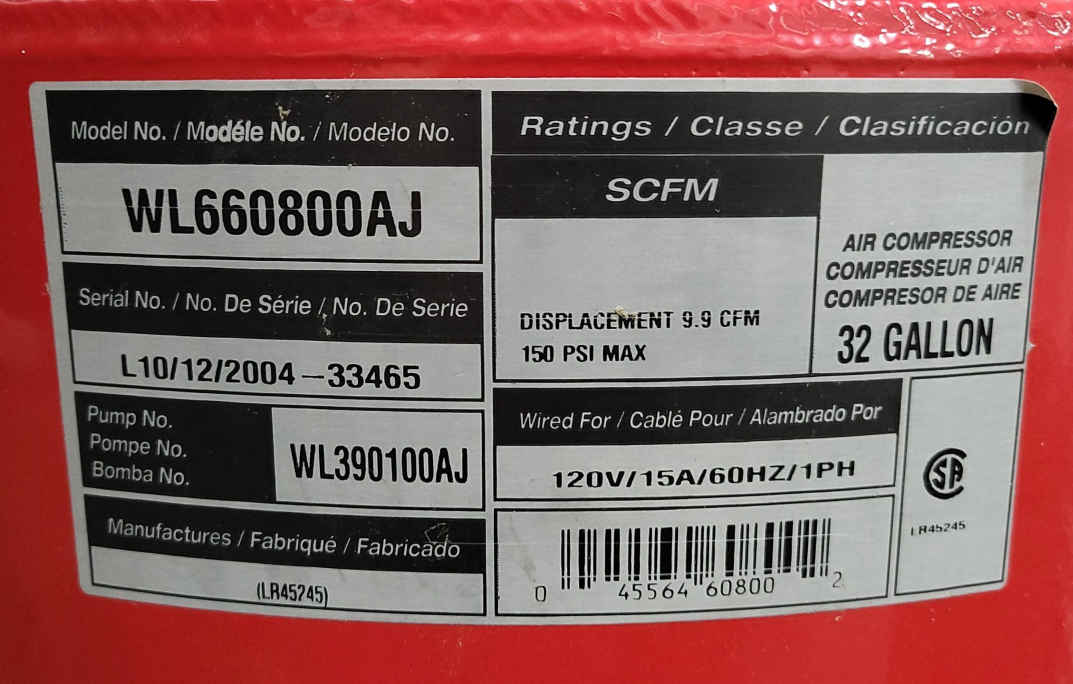 Model No. / Modéle No. / Modelo No.
WL660800AJ
Serial No. / No. De Série / No. De Serie
L10/12/2004 –33465
Pump No.
Pompe No.
Bomba No.
WL390100AJ
Manufactures / Fabriqué / Fabricado
(LR45245)
Ratings / Classe / Clasificación
SCFM
DISPLACEMENT 9.9 CFM
150 PSI MAX
AIR COMPRESSOR
COMPRESSEUR D'AIR
COMPRESOR DE AIRE
32 GALLON
Wired For / Cablé Pour / Alambrado Por
120V/15A/60HZ/1PH
0 45564 60800 2
SA
LR45245